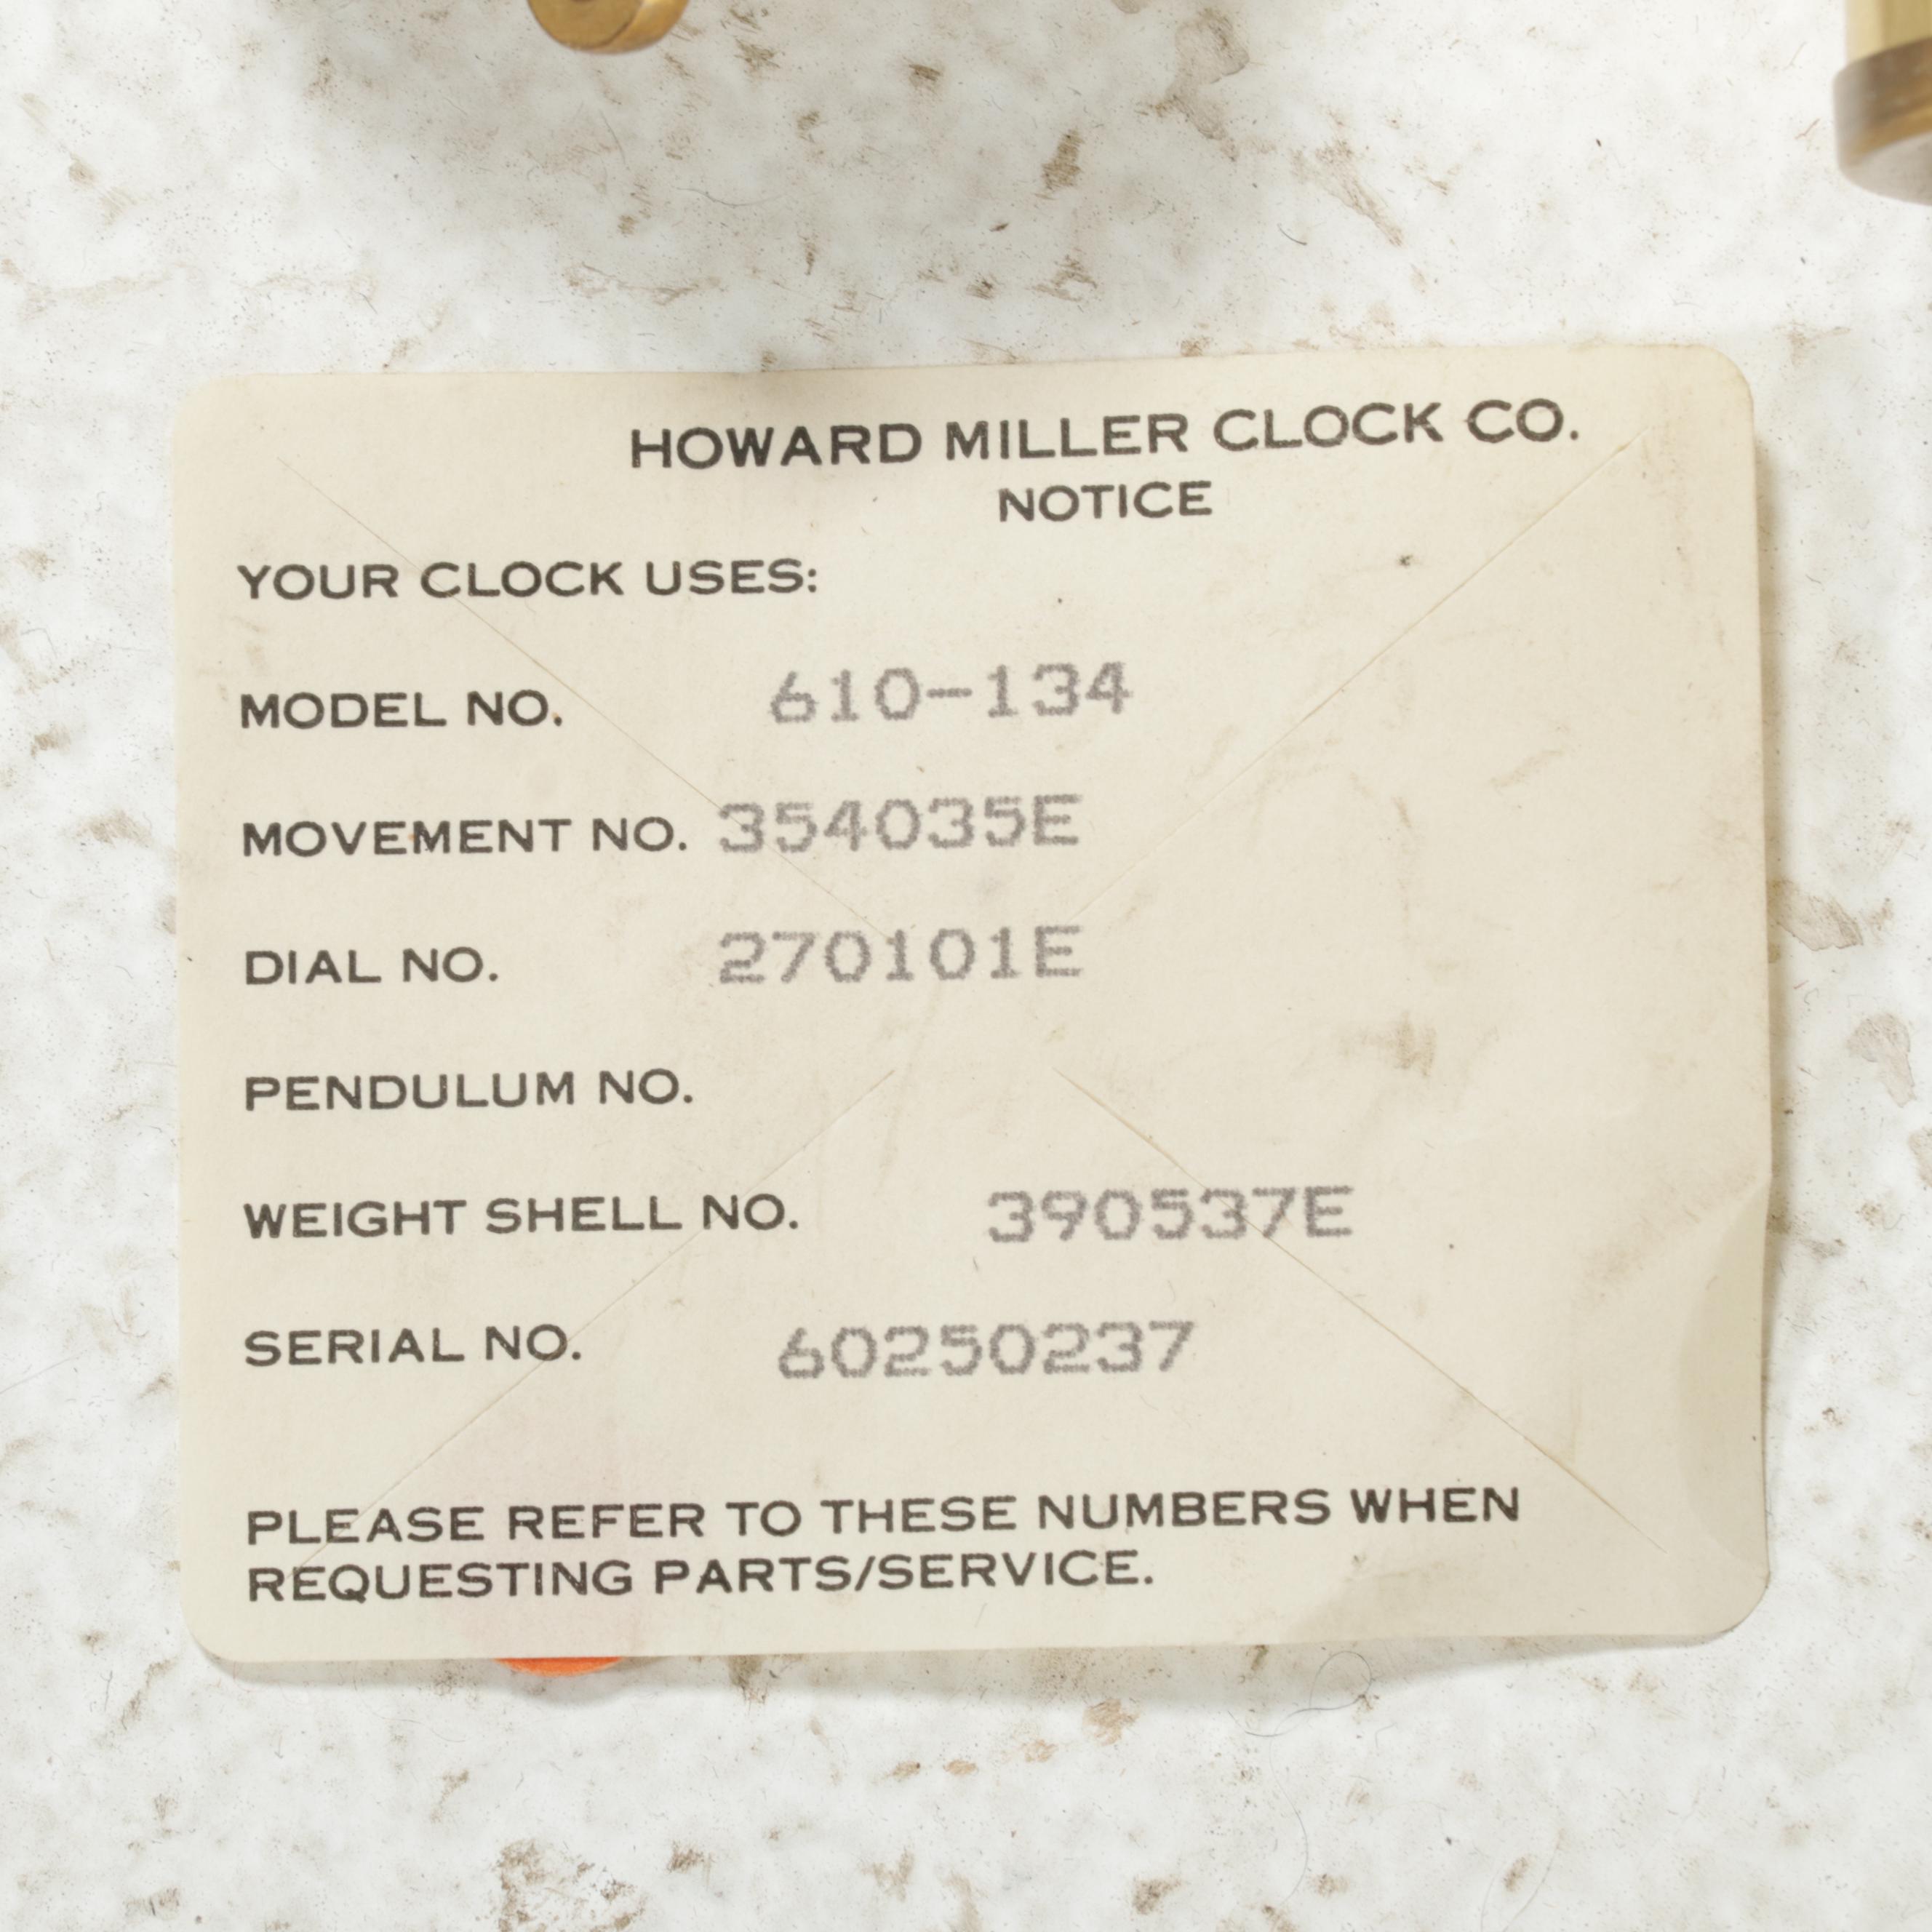 HOWARD MILLER CLOCK CO.
NOTICE
YOUR CLOCK USES:
MODEL NO. 610-134
MOVEMENT NO. 354035E
DIAL NO. 270101E
PENDULUM NO.
WEIGHT SHELL NO. 390537E
SERIAL NO. 60250237
PLEASE REFER TO THESE NUMBERS WHEN
REQUESTING PARTS/SERVICE.